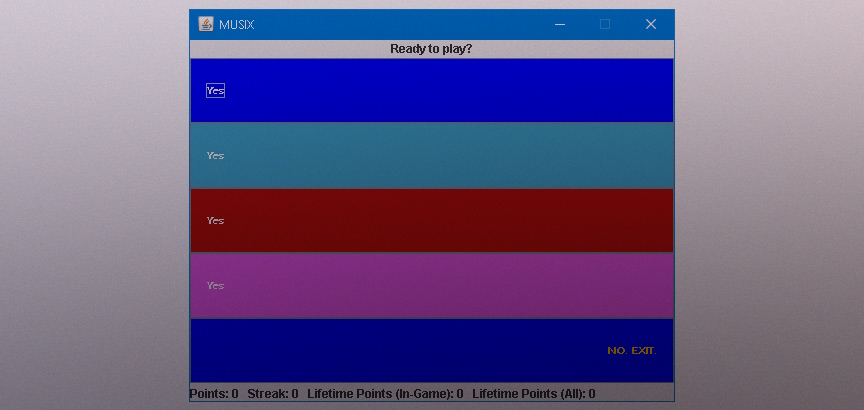 MUSIX
Ready to play?
Yes
Yes
Yes
Yes
NO. EXIT.
Points: 0 Streak: 0 Lifetime Points (In-Game): 0 Lifetime Points (All): 0